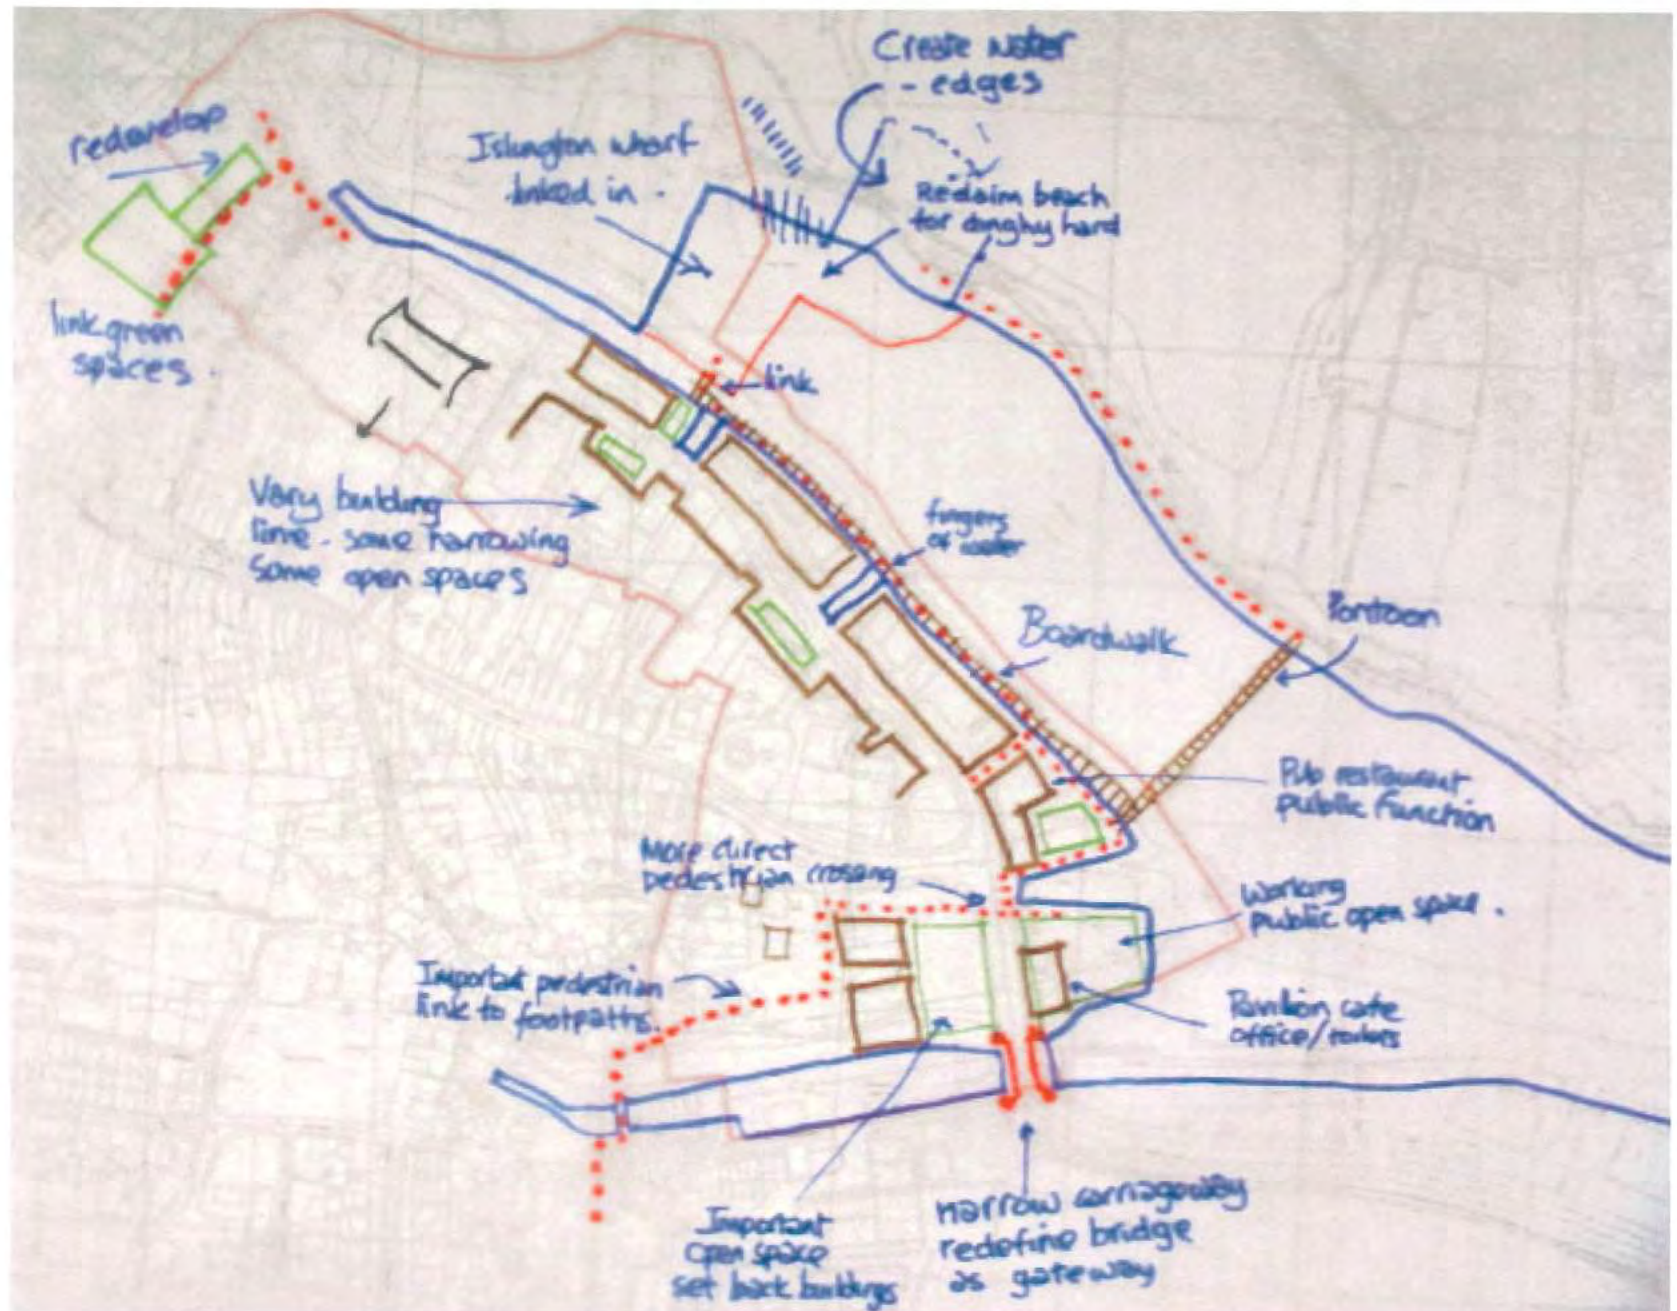 Create water
- edges
redevelop
Islington wharf
linked in -
Reclaim beach
for dinghy hard
link green
spaces.
link
Vary building
line - some narrowing
Some open spaces
fingers
of water
Boardwalk
Pontoon
Pub restaurant
public function
More direct
pedestrian crossing
Working
public open space.
Important pedestrian
link to footpaths.
Pavilion cafe
office/toilets
Important
open space
set back buildings
narrow carriageway
redefine bridge
as gateway